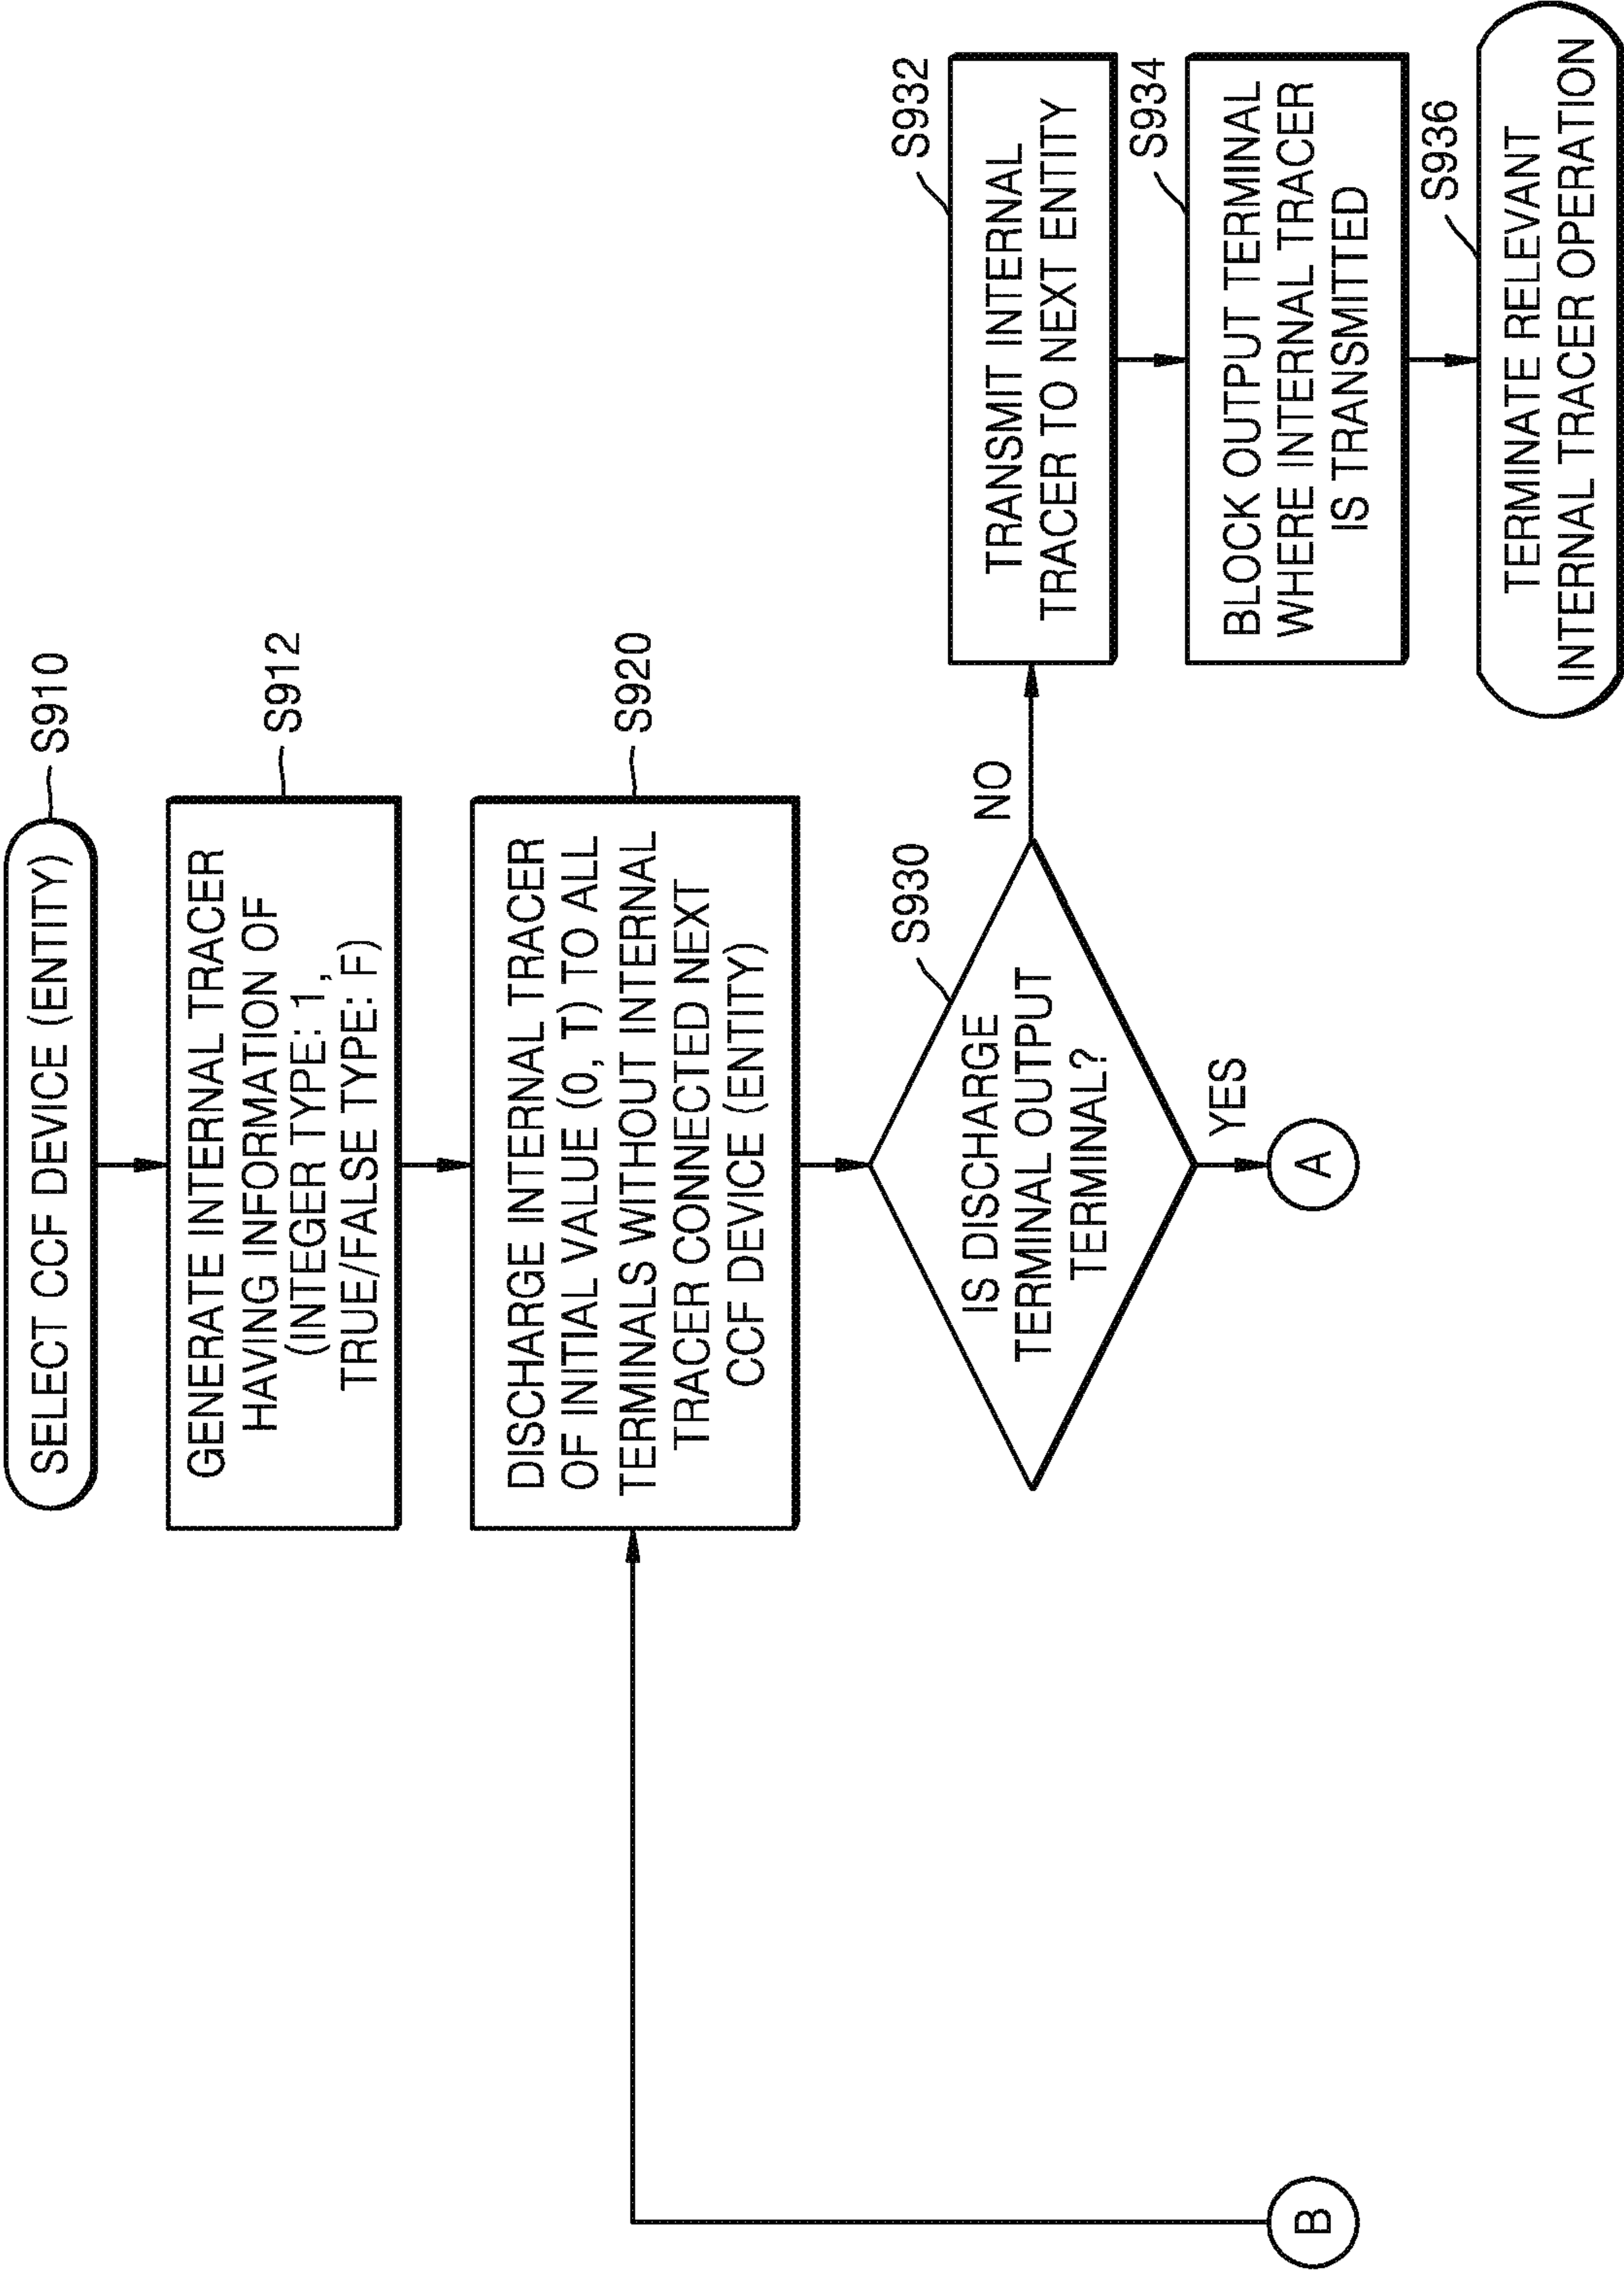 SELECT CCF DEVICE (ENTITY)
S910
GENERATE INTERNAL TRACER
HAVING INFORMATION OF
(INTEGER TYPE: 1,
TRUE/FALSE TYPE: F)
S912
DISCHARGE INTERNAL TRACER
OF INITIAL VALUE (0, T) TO ALL
TERMINALS WITHOUT INTERNAL
TRACER CONNECTED NEXT
CCF DEVICE (ENTITY)
S920
IS DISCHARGE
TERMINAL OUTPUT
TERMINAL?
S930
NO
YES
A
B
TRANSMIT INTERNAL
TRACER TO NEXT ENTITY
S932
BLOCK OUTPUT TERMINAL
WHERE INTERNAL TRACER
IS TRANSMITTED
S934
TERMINATE RELEVANT
INTERNAL TRACER OPERATION
S936